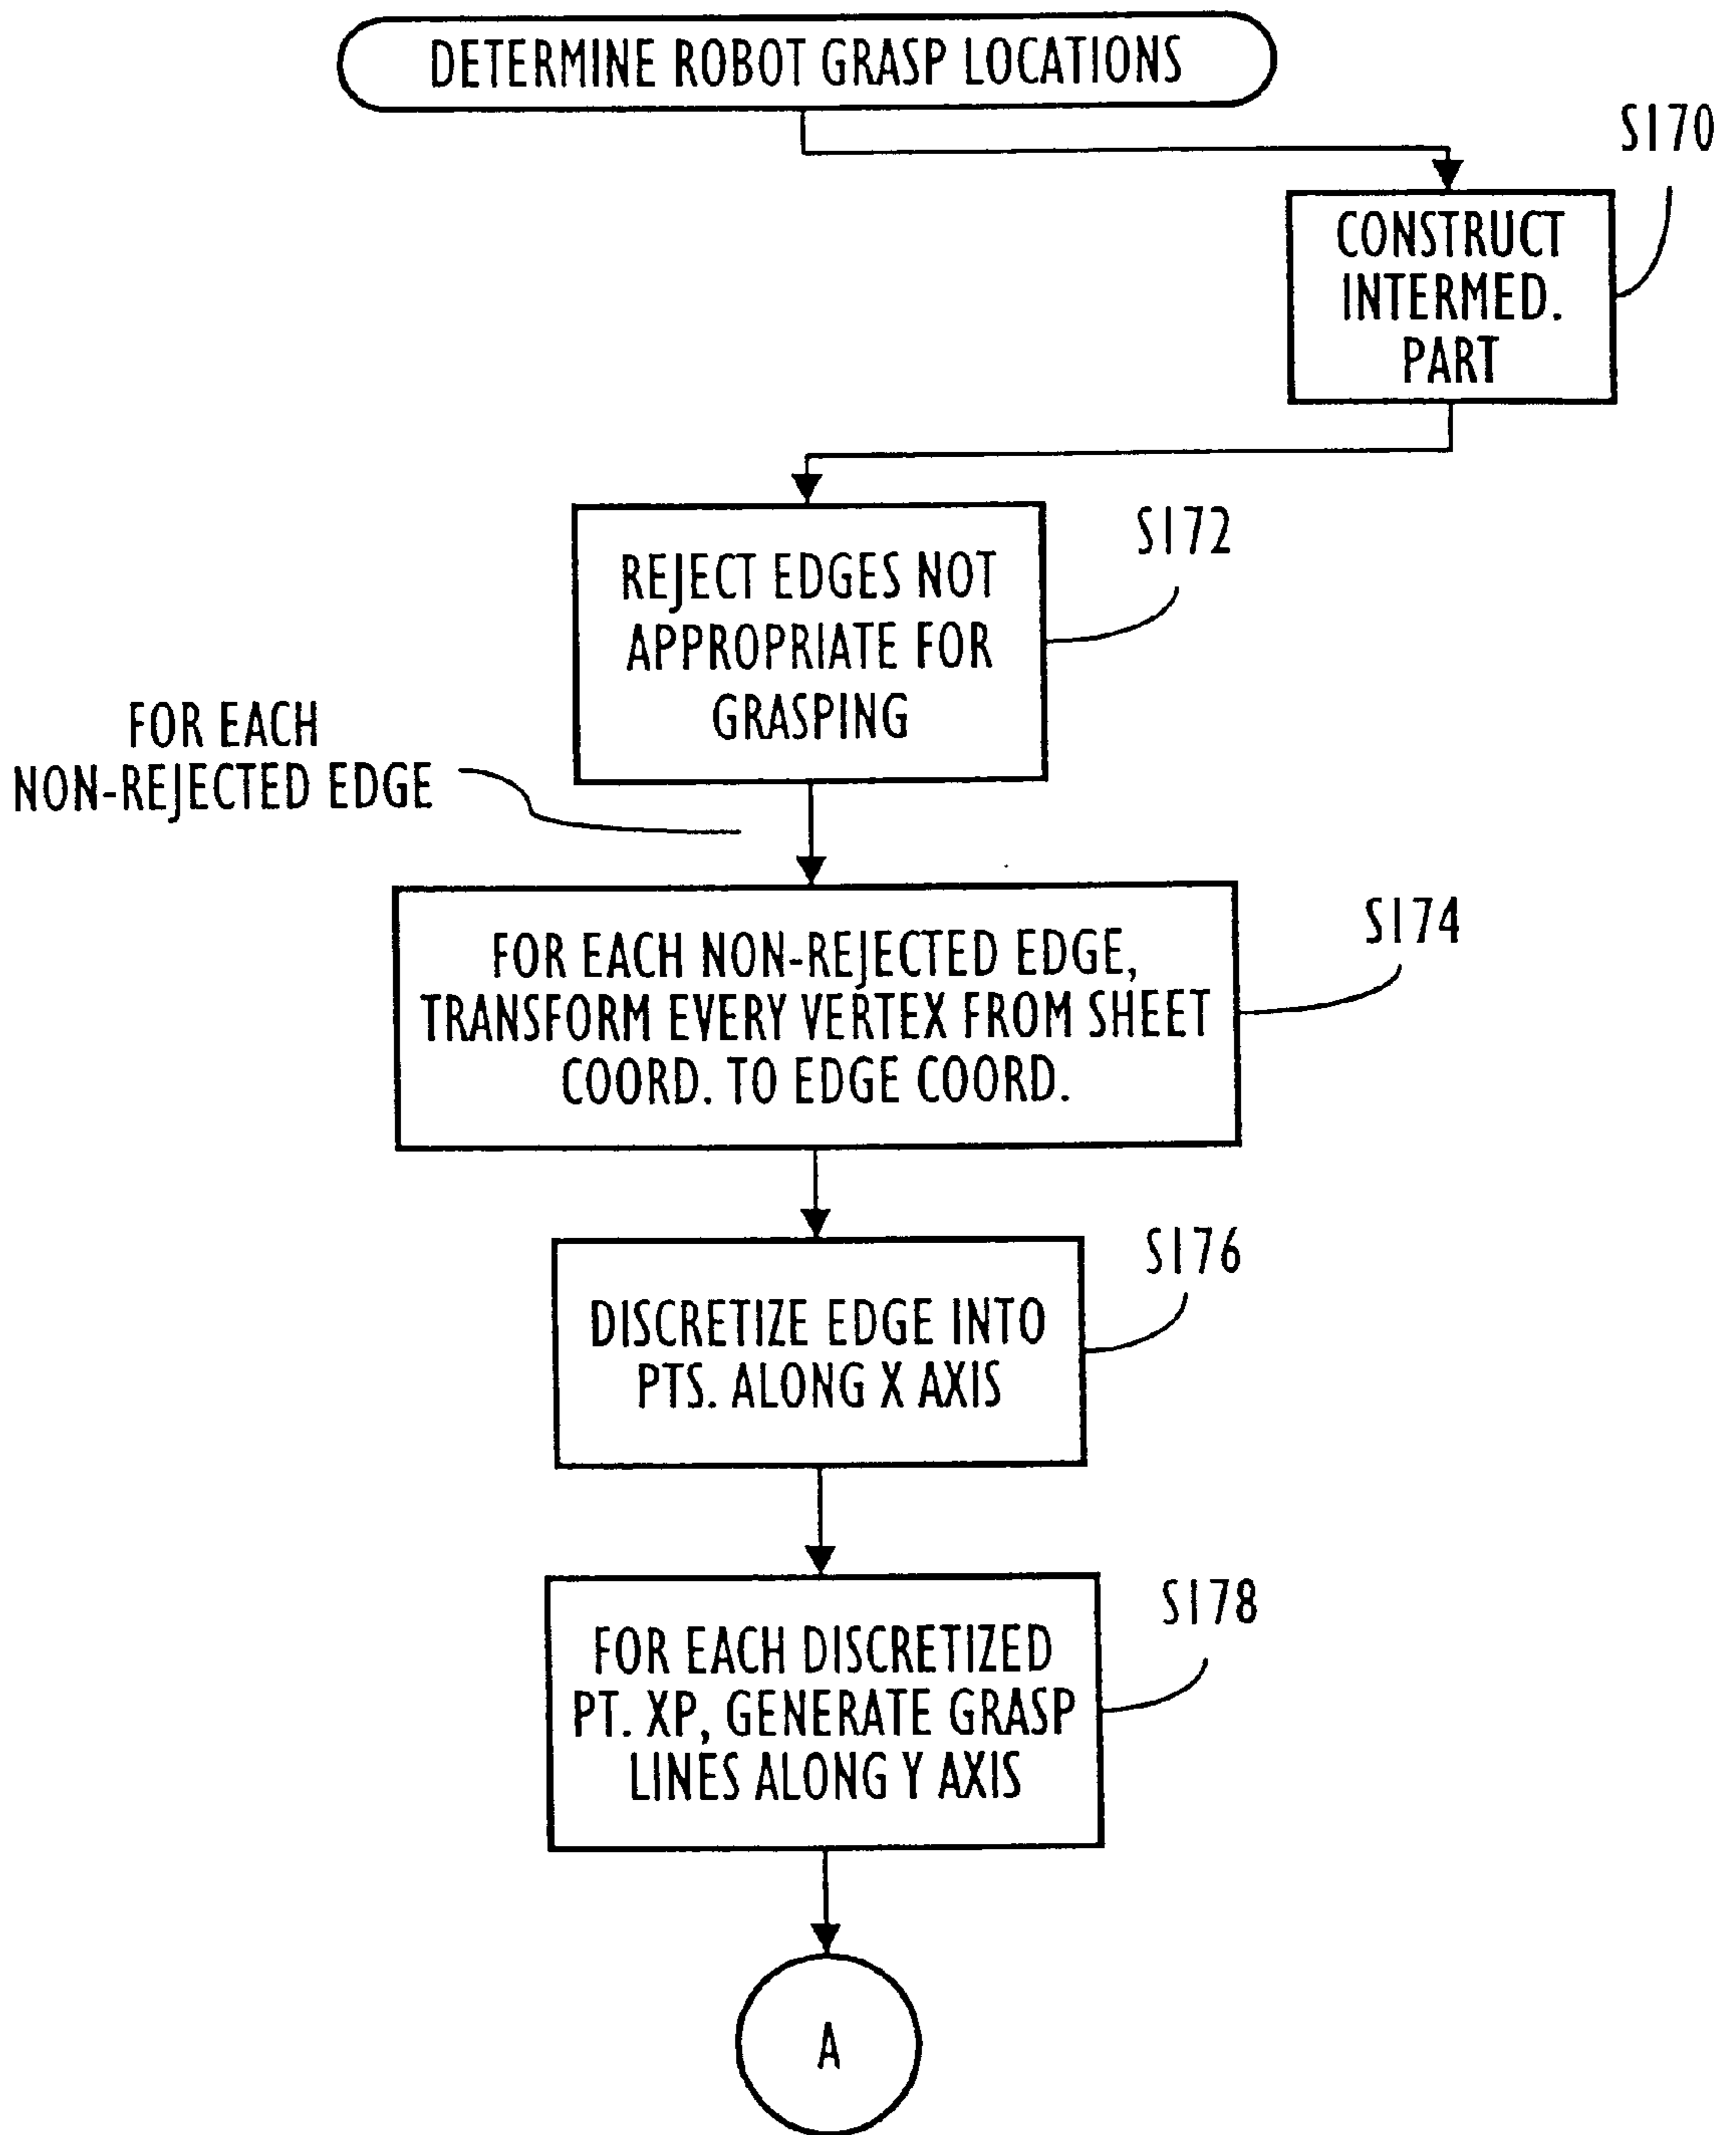 DETERMINE ROBOT GRASP LOCATIONS
S170
CONSTRUCT
INTERMED.
PART
S172
REJECT EDGES NOT
APPROPRIATE FOR
GRASPING
FOR EACH
NON-REJECTED EDGE
S174
FOR EACH NON-REJECTED EDGE,
TRANSFORM EVERY VERTEX FROM SHEET
COORD. TO EDGE COORD.
S176
DISCRETIZE EDGE INTO
PTS. ALONG X AXIS
S178
FOR EACH DISCRETIZED
PT. XP, GENERATE GRASP
LINES ALONG Y AXIS
A